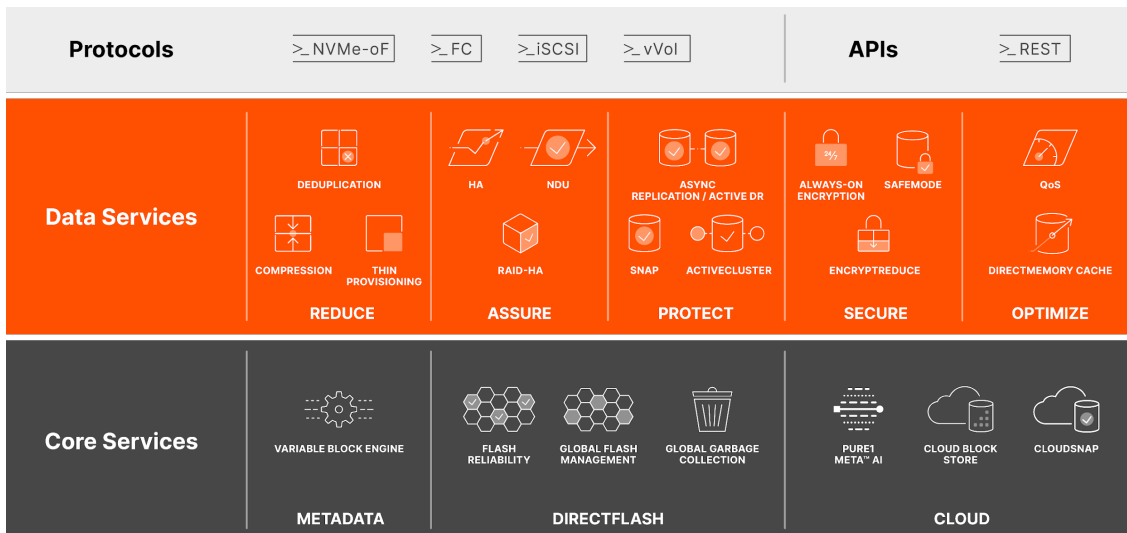 Protocols
>_NVMe-oF
>_FC
>_iSCSI
>_vVol
APIs
>_REST
Data Services
DEDUPLICATION
COMPRESSION
THIN
PROVISIONING
REDUCE
HA
NDU
RAID-HA
ASSURE
ASYNC
REPLICATION / ACTIVE DR
SNAP
ACTIVECLUSTER
PROTECT
24/7
ALWAYS-ON
ENCRYPTION
SAFEMODE
ENCRYPTREDUCE
SECURE
QoS
DIRECTMEMORY CACHE
OPTIMIZE
Core Services
VARIABLE BLOCK ENGINE
METADATA
FLASH
RELIABILITY
GLOBAL FLASH
MANAGEMENT
GLOBAL GARBAGE
COLLECTION
DIRECTFLASH
PURE1
META™ AI
CLOUD BLOCK
STORE
CLOUDSNAP
CLOUD